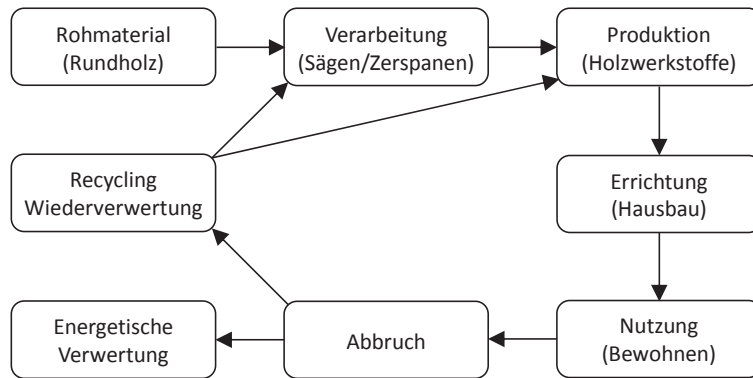 Rohmaterial
(Rundholz)
Verarbeitung
(Sägen/Zerspanen)
Produktion
(Holzwerkstoffe)
Recycling
Wiederverwertung
Errichtung
(Hausbau)
Energetische
Verwertung
Abbruch
Nutzung
(Bewohnen)